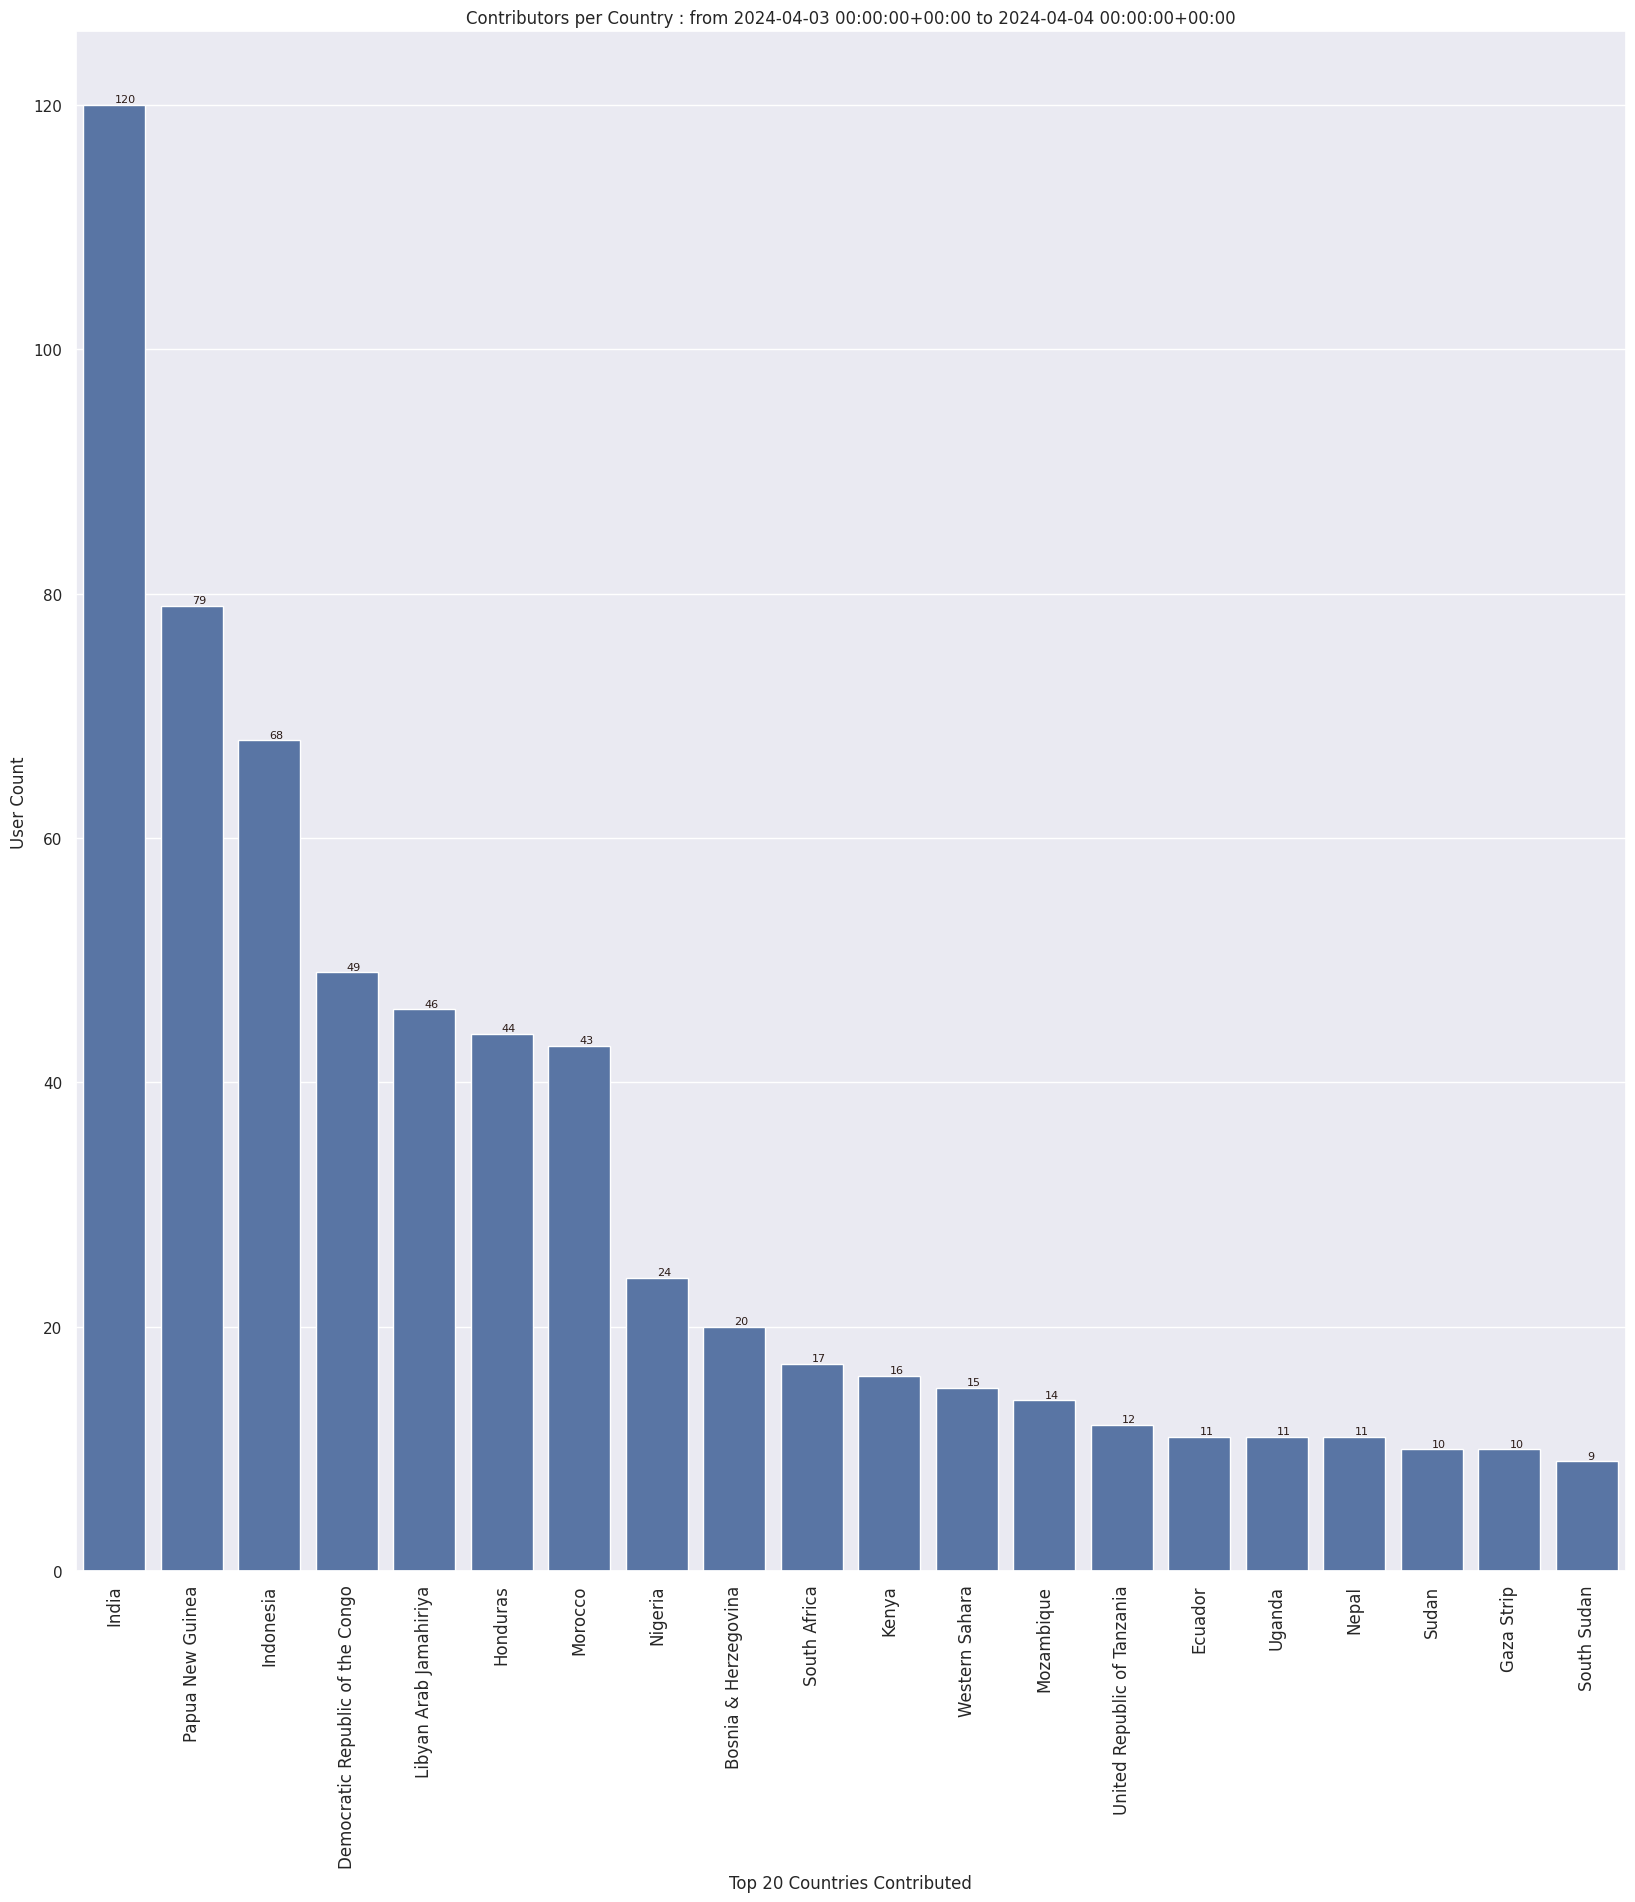 Contributors per Country : from 2024-04-03 00:00:00+00:00 to 2024-04-04 00:00:00+00:00
User Count
120
100
80
60
40
20
0
120
79
68
49
46
44
43
24
20
17
16
15
14
12
11
11
11
10
10
9
India
Papua New Guinea
Indonesia
Democratic Republic of the Congo
Libyan Arab Jamahiriya
Honduras
Morocco
Nigeria
Bosnia & Herzegovina
South Africa
Kenya
Western Sahara
Mozambique
United Republic of Tanzania
Ecuador
Uganda
Nepal
Sudan
Gaza Strip
South Sudan
Top 20 Countries Contributed